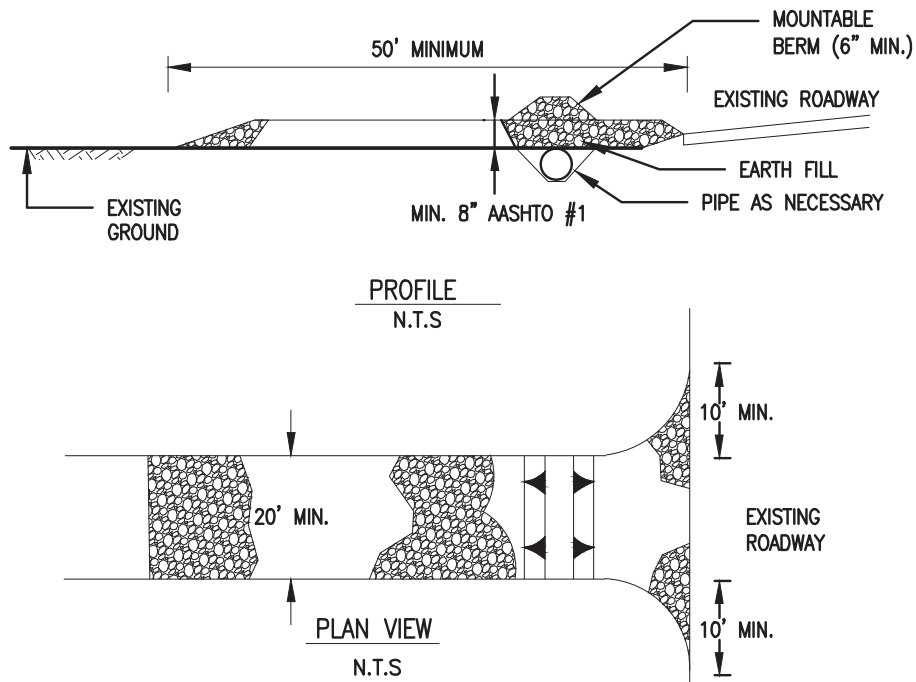 50' MINIMUM
MOUNTABLE
BERM (6" MIN.)
EXISTING ROADWAY
EARTH FILL
PIPE AS NECESSARY
MIN. 8" AASHTO #1
EXISTING
GROUND
PROFILE
N.T.S
10' MIN.
20' MIN.
EXISTING
ROADWAY
10' MIN.
PLAN VIEW
N.T.S